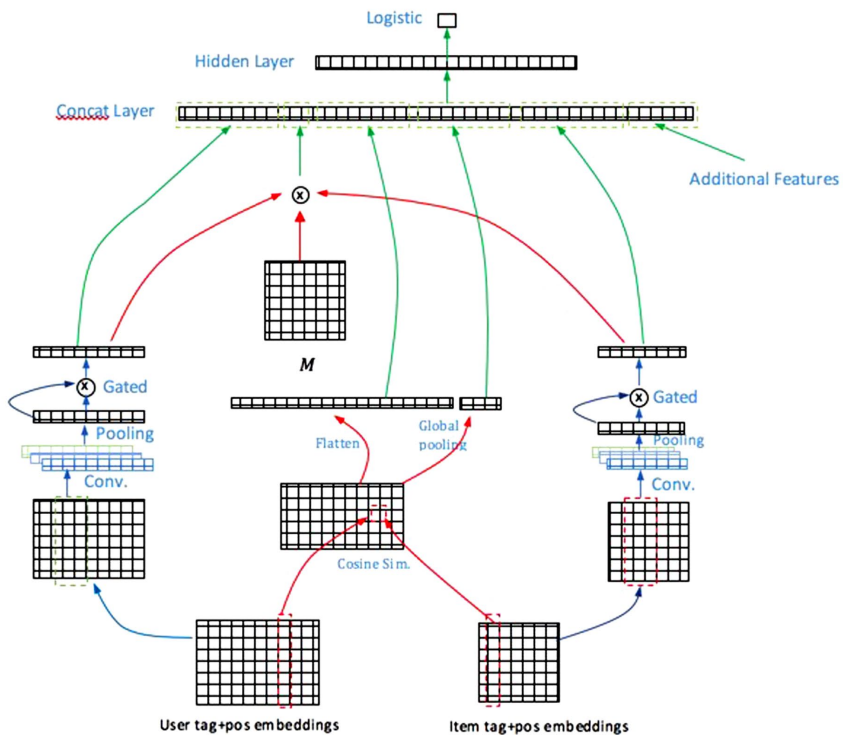 Logistic
Hidden Layer
Concat Layer
Additional Features
M
Gated
Gated
Pooling
Flatten
Global
pooling
Pooling
Conv.
Conv.
Cosine Sim.
User tag+pos embeddings
Item tag+pos embeddings